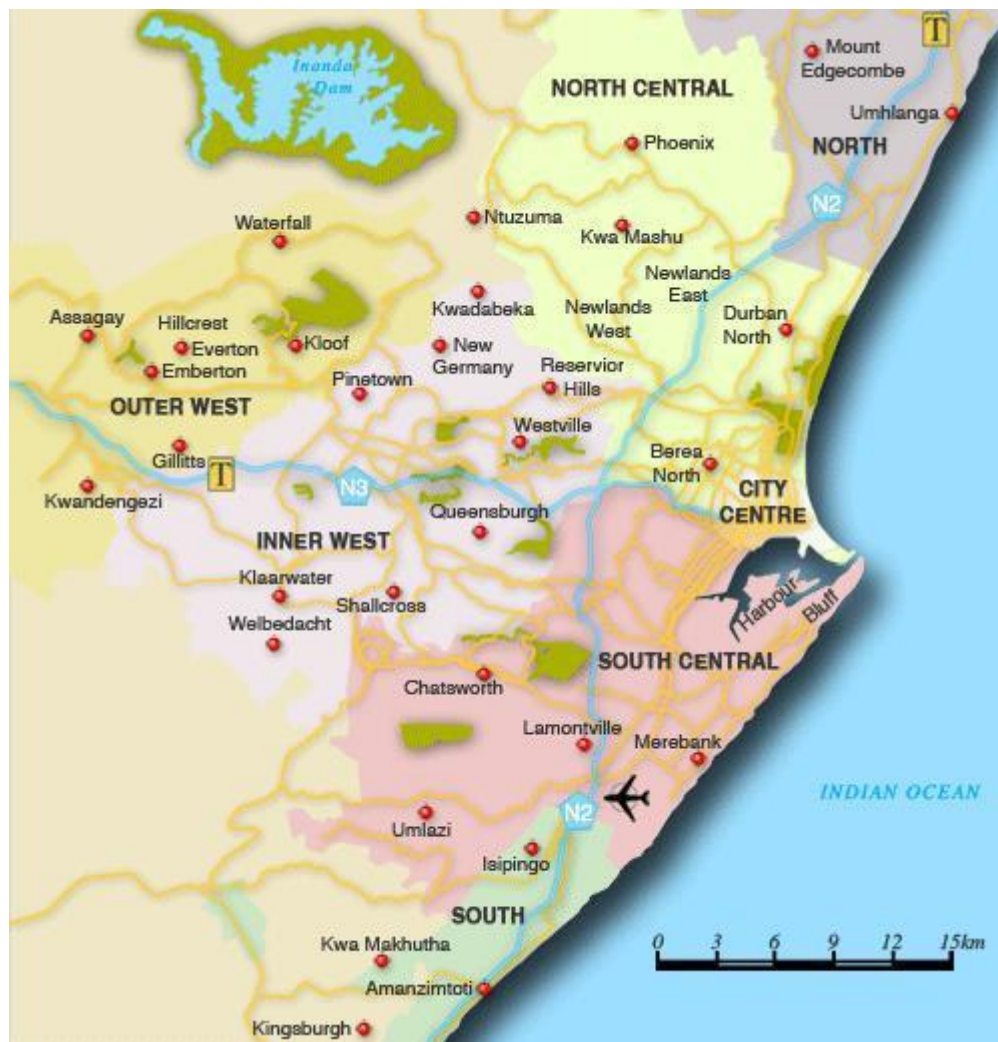 T
Mount
Edgecombe
Inanda
Dam
NORTH CENTRAL
Umhlanga
Phoenix
NORTH
N2
Ntuzuma
Waterfall
Kwa Mashu
Newlands
East
Kwadabeka
Newlands
West
Durban
North
Assagay
Hillcrest
Everton
Kloof
New
Germany
Emberton
Reservior
Hills
Pinetown
OUTER WEST
Westville
Berea
North
Gillitts
T
N3
CITY
CENTRE
Kwandengezi
Queensburgh
INNER WEST
Klaarwater
Shallcross
Harbour
Bluff
Welbedacht
SOUTH CENTRAL
Chatsworth
Lamontville
Merebank
INDIAN OCEAN
N2
Umlazi
Isipingo
SOUTH
Kwa Makhutha
0 3 6 9 12 15km
Amanzimtoti
Kingsburgh